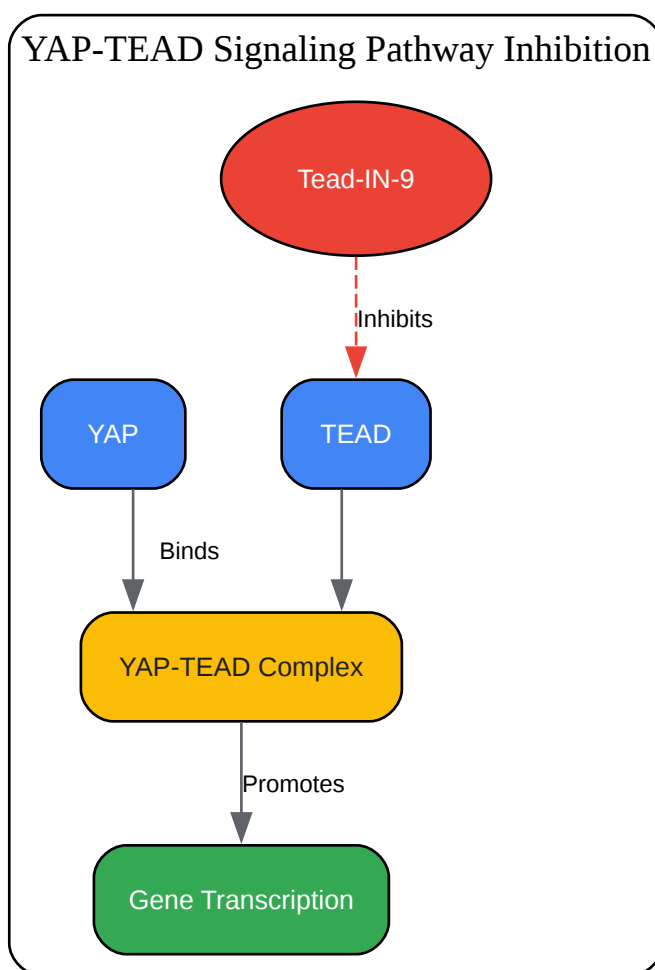 YAP-TEAD Signaling Pathway Inhibition
Tead-IN-9
Inhibits
YAP
TEAD
Binds
YAP-TEAD Complex
Promotes
Gene Transcription